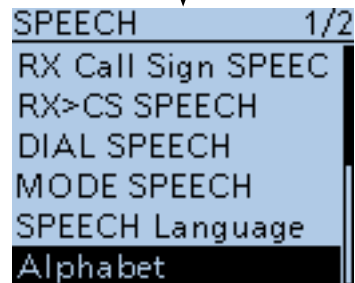 SPEECH 1/2
RX Call Sign SPEEC
RX>CS SPEECH
DIAL SPEECH
MODE SPEECH
SPEECH Language
Alphabet